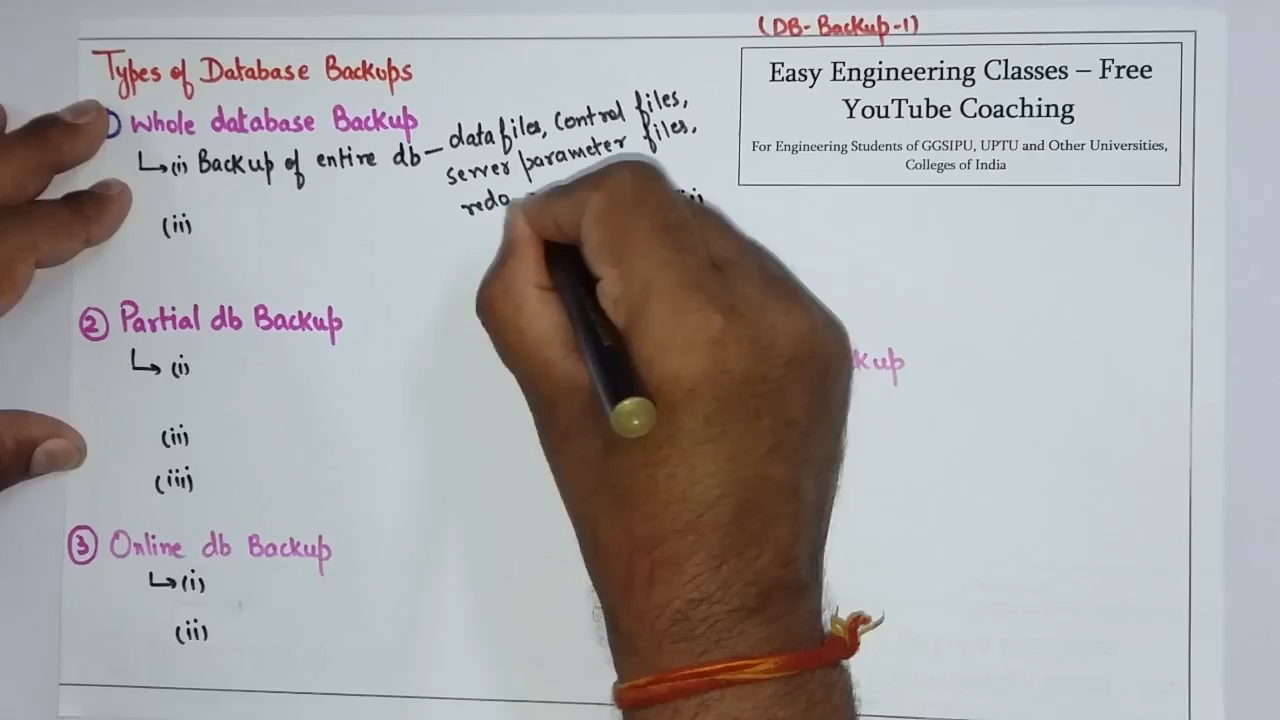 (DB-Backup-1)
Types of Database Backups
Easy Engineering Classes – Free
YouTube Coaching
For Engineering Students of GGSIPU, UPTU and Other Universities,
Colleges of India
) Whole database Backup
↳(i) Backup of entire db – data files, Control files,
server parameter files,
redo
(ii)
② Partial db Backup
↳(i)
(ii)
(iii)
③ Online db Backup
↳(i)
(ii)